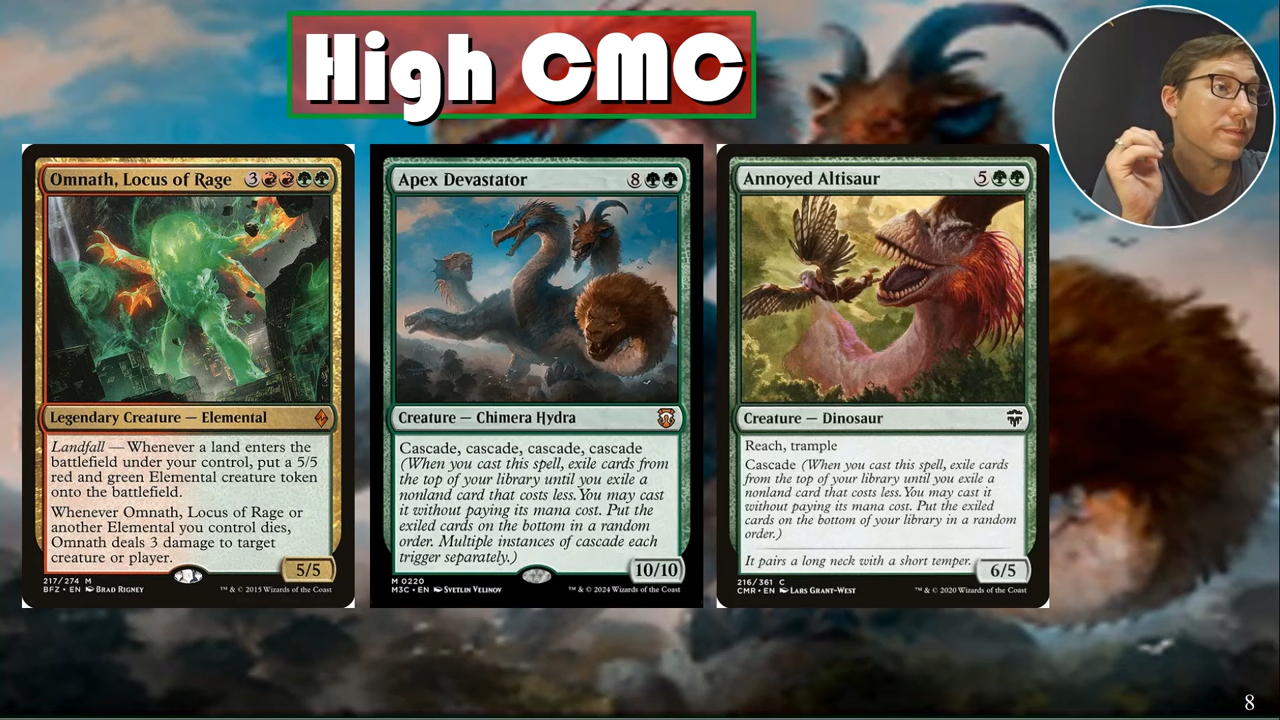 High CMC
Omnath, Locus of Rage 3
Legendary Creature — Elemental
Landfall — Whenever a land enters the
battlefield under your control, put a 5/5
red and green Elemental creature token
onto the battlefield.
Whenever Omnath, Locus of Rage or
another Elemental you control dies,
Omnath deals 3 damage to target
creature or player.
5/5
217/274 M
BFZ • EN Brad Rigney
™ & © 2015 Wizards of the Coast
Apex Devastator 8
Creature — Chimera Hydra
Cascade, cascade, cascade, cascade
(When you cast this spell, exile cards from
the top of your library until you exile a
nonland card that costs less. You may cast
it without paying its mana cost. Put the
exiled cards on the bottom in a random
order. Multiple instances of cascade each
trigger separately.)
10/10
M 0220
M3C • EN Svetlin Velinov
™ & © 2024 Wizards of the Coast
Annoyed Altisaur 5
Creature — Dinosaur
Reach, trample
Cascade (When you cast this spell, exile cards
from the top of your library until you exile a
nonland card that costs less. You may cast it
without paying its mana cost. Put the exiled
cards on the bottom of your library in a random
order.)
It pairs a long neck with a short temper.
6/5
216/361 C
CMR • EN Lars Grant-West
™ & © 2020 Wizards of the Coast
8